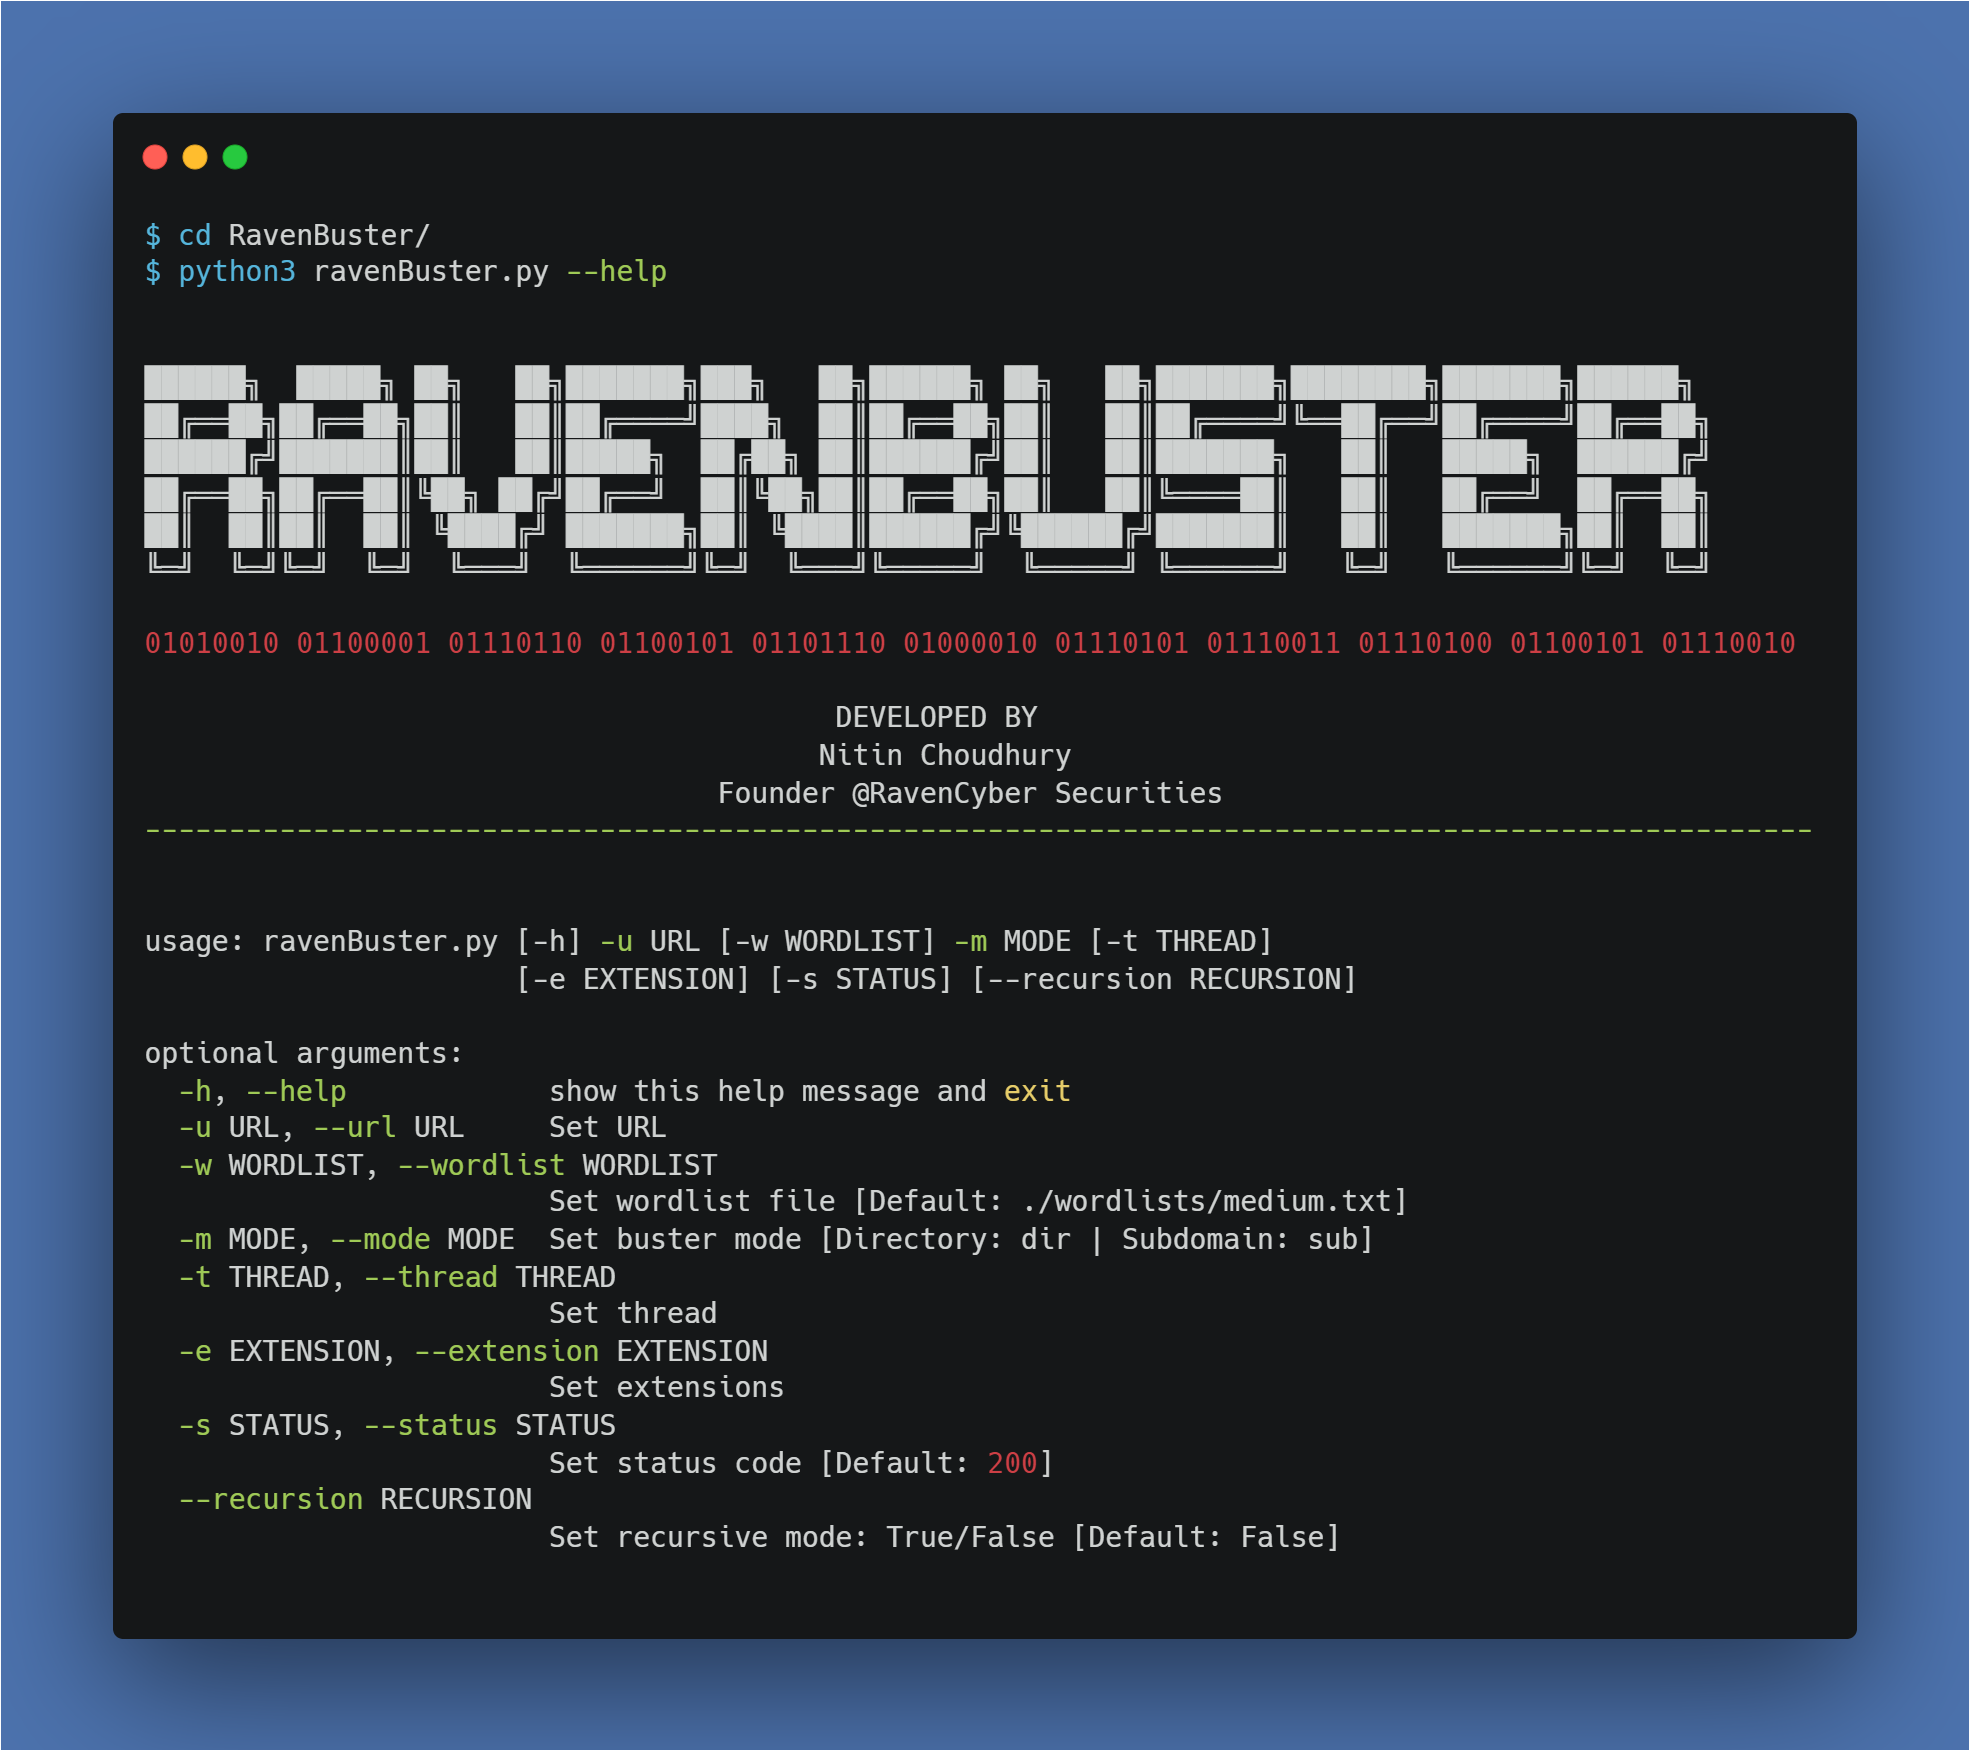 $ cd RavenBuster/
$ python3 ravenBuster.py --help
RAVENBUSTER
01010010 01100001 01110110 01100101 01101110 01000010 01110101 01110011 01110100 01100101 01110010
DEVELOPED BY
Nitin Choudhury
Founder @RavenCyber Securities
---------------------------------------------------------------------------------------------------
usage: ravenBuster.py [-h] -u URL [-w WORDLIST] -m MODE [-t THREAD]
[-e EXTENSION] [-s STATUS] [--recursion RECURSION]
optional arguments:
-h, --help            show this help message and exit
-u URL, --url URL     Set URL
-w WORDLIST, --wordlist WORDLIST
Set wordlist file [Default: ./wordlists/medium.txt]
-m MODE, --mode MODE  Set buster mode [Directory: dir | Subdomain: sub]
-t THREAD, --thread THREAD
Set thread
-e EXTENSION, --extension EXTENSION
Set extensions
-s STATUS, --status STATUS
Set status code [Default: 200]
--recursion RECURSION
Set recursive mode: True/False [Default: False]